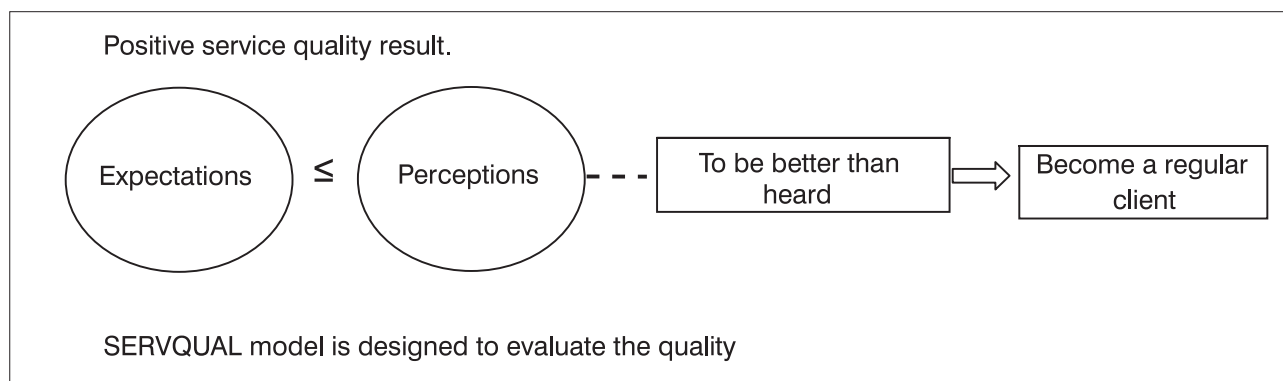 Positive service quality result.
Expectations
≤
Perceptions
To be better than
heard
Become a regular
client
SERVQUAL model is designed to evaluate the quality